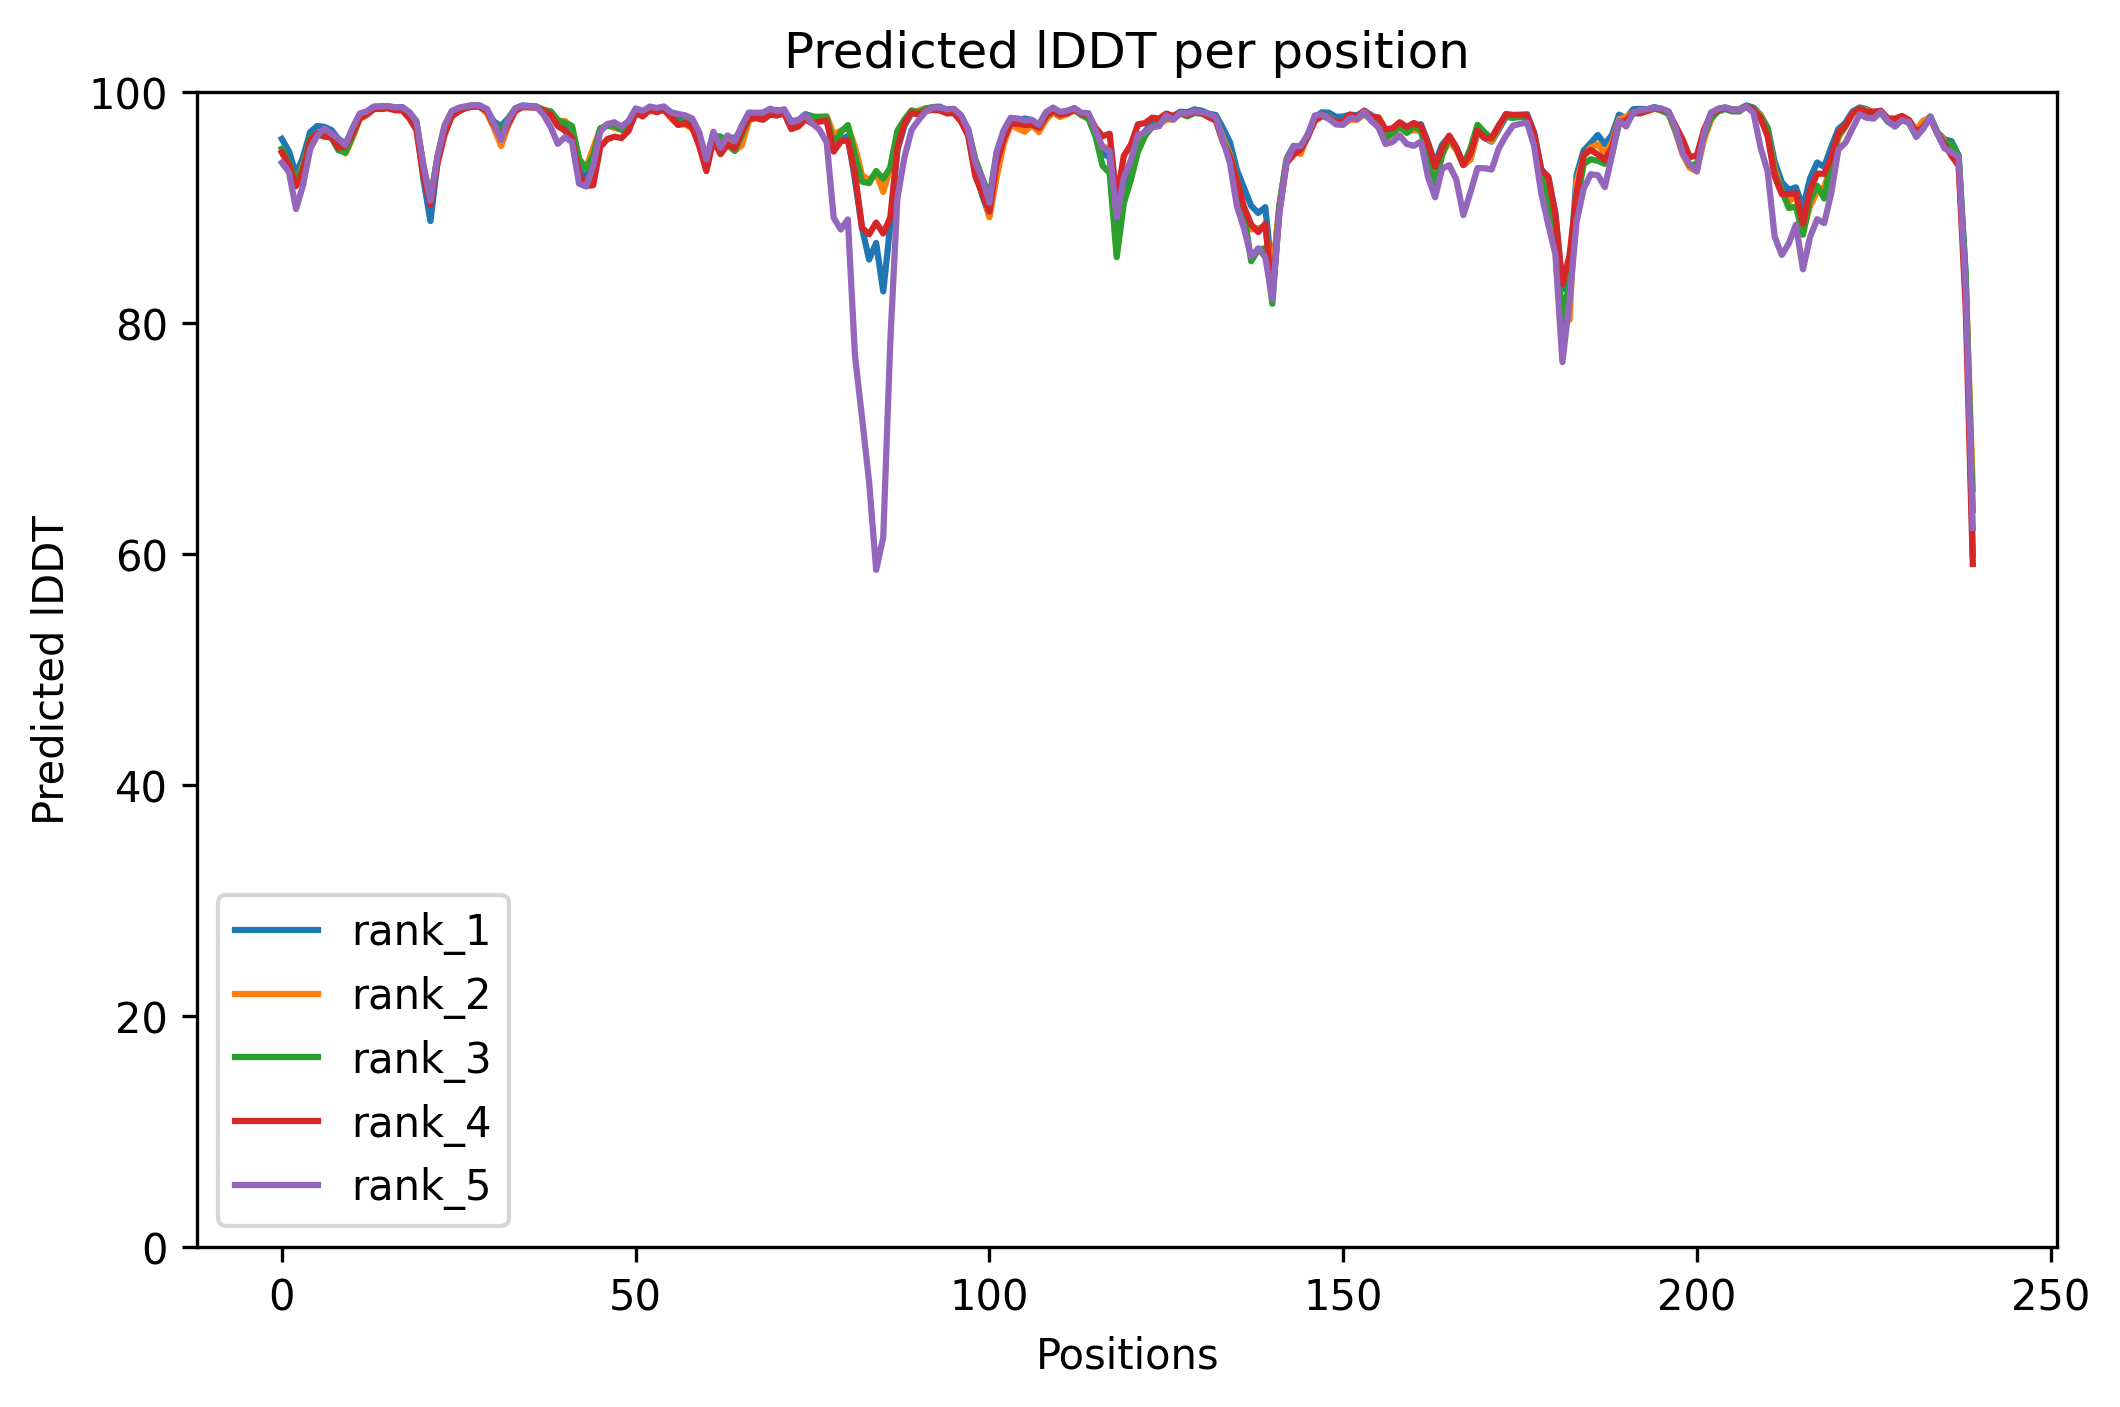 Predicted lDDT per position
Predicted lDDT
100
80
60
40
20
0
rank_1
rank_2
rank_3
rank_4
rank_5
0 50 100 150 200 250
Positions